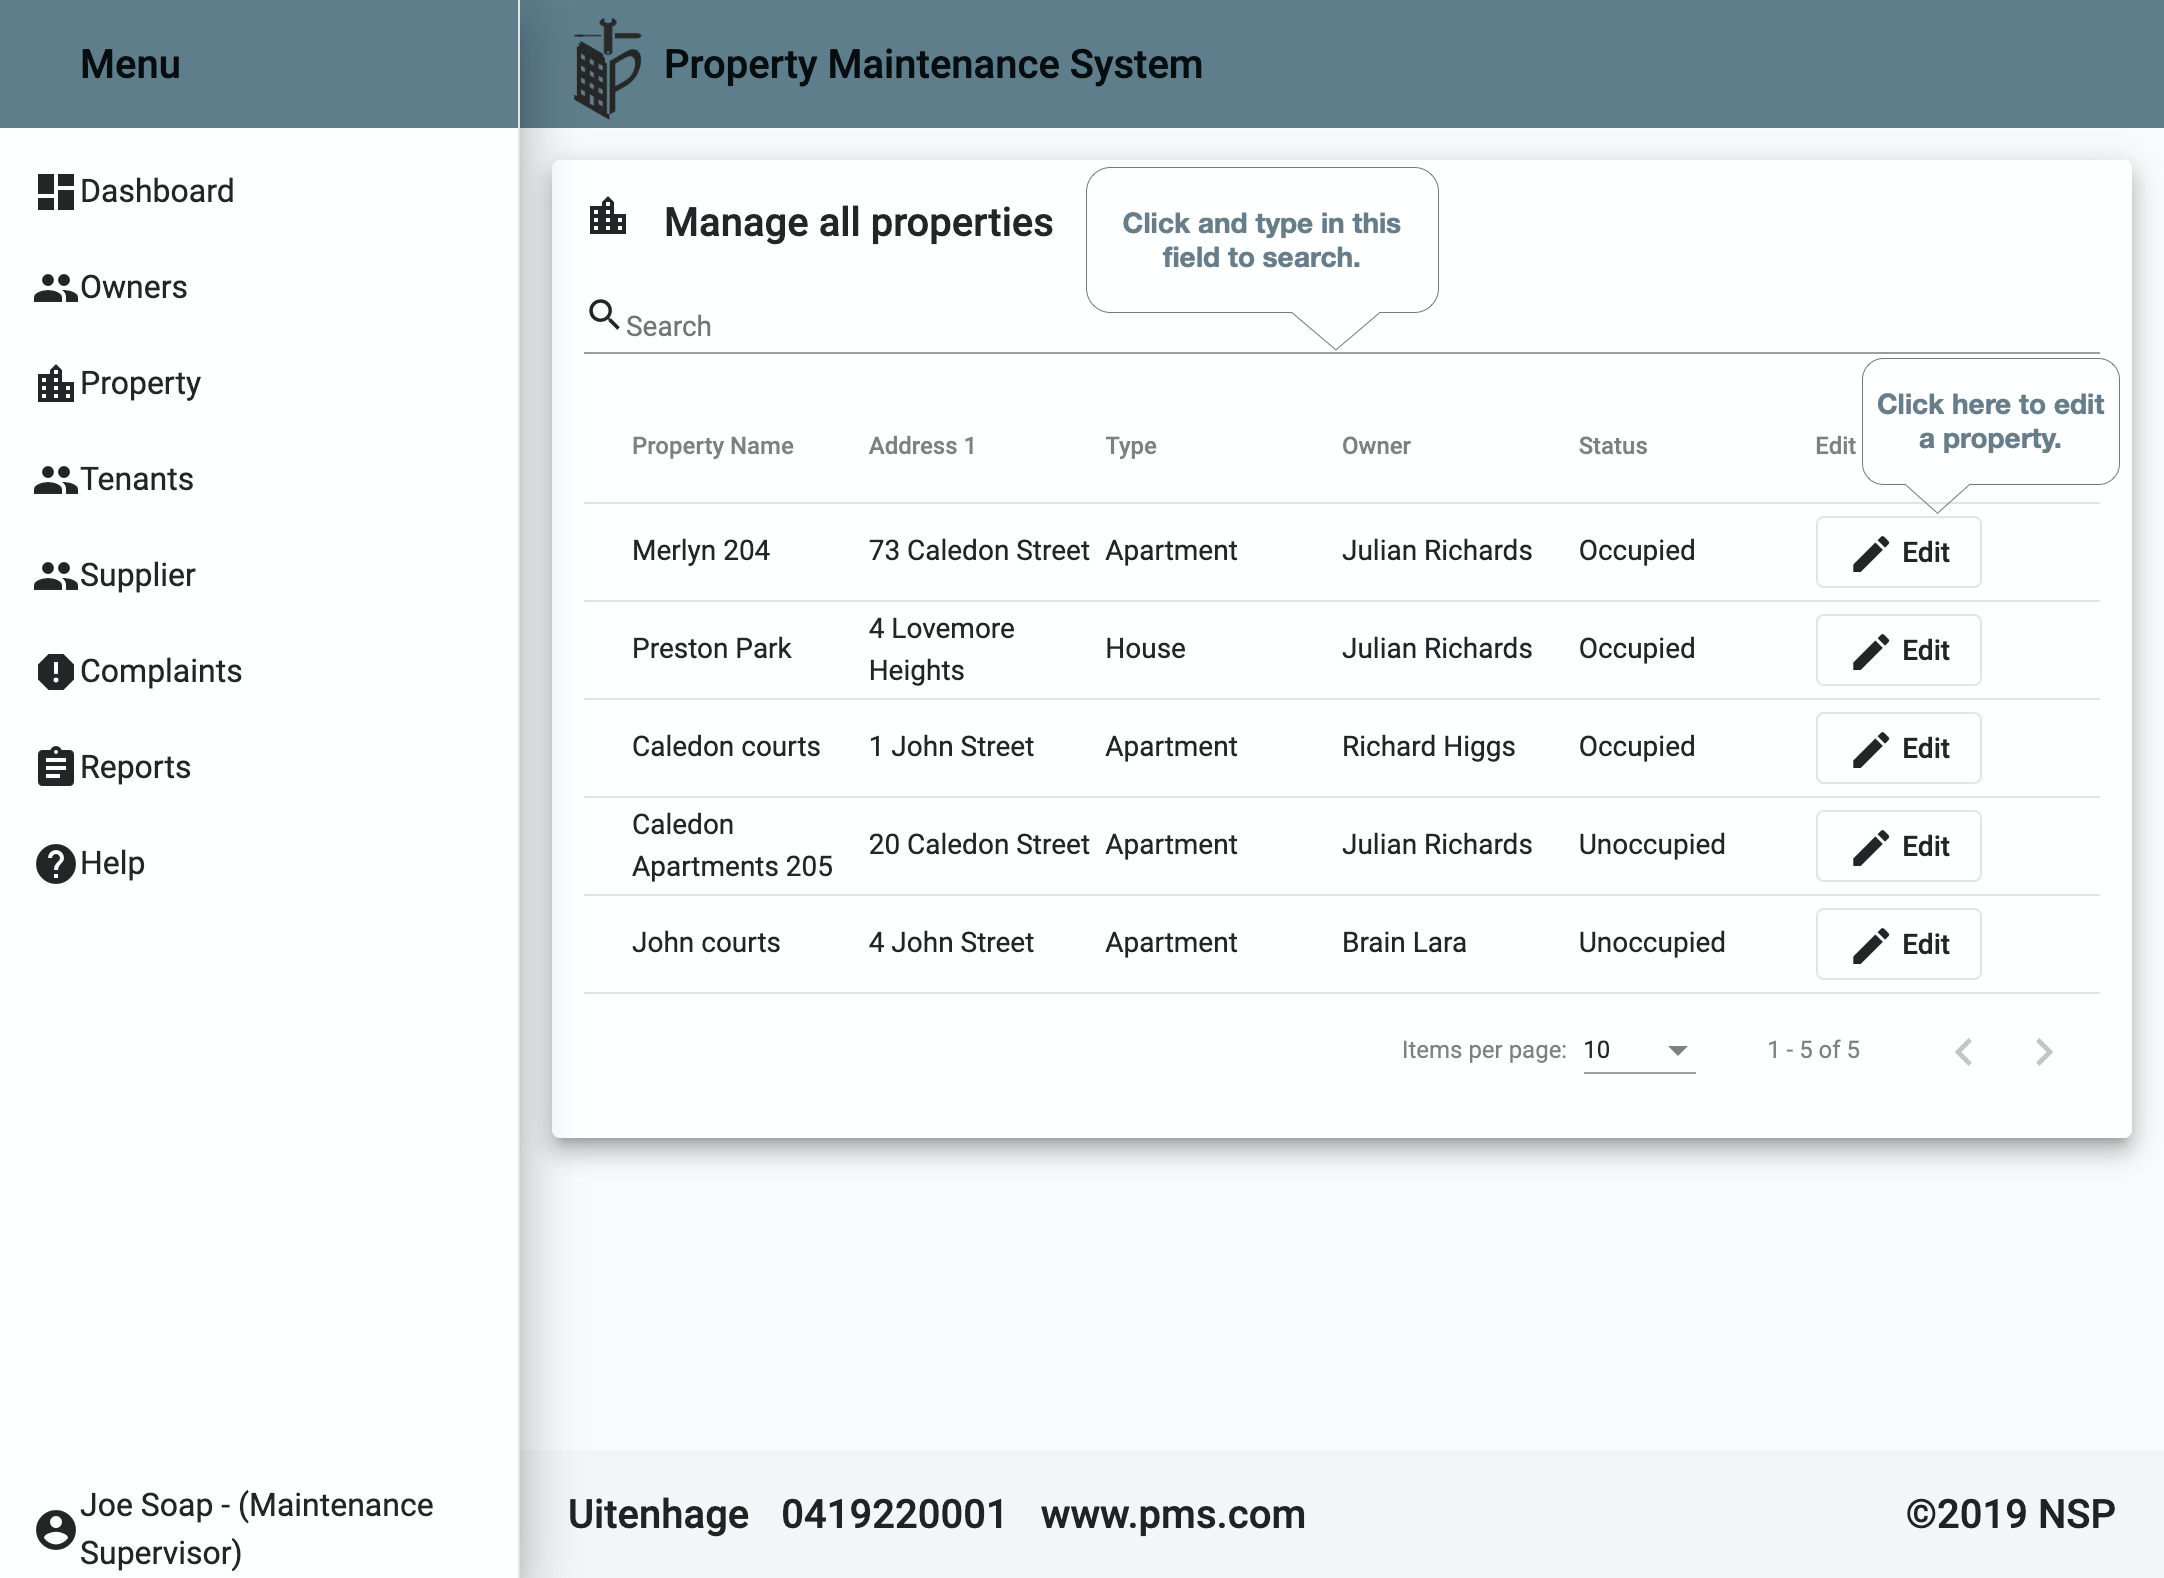 Menu
Property Maintenance System
Dashboard
Owners
Property
Tenants
Supplier
Complaints
Reports
Help
Joe Soap - (Maintenance
Supervisor)
Manage all properties
Click and type in this
field to search.
Search
Click here to edit
a property.
Property Name Address 1 Type Owner Status Edit
Merlyn 204 73 Caledon Street Apartment Julian Richards Occupied Edit
Preston Park 4 Lovemore
Heights House Julian Richards Occupied Edit
Caledon courts 1 John Street Apartment Richard Higgs Occupied Edit
Caledon
Apartments 205 20 Caledon Street Apartment Julian Richards Unoccupied Edit
John courts 4 John Street Apartment Brain Lara Unoccupied Edit
Items per page: 10 1 - 5 of 5
Uitenhage 0419220001 www.pms.com ©2019 NSP